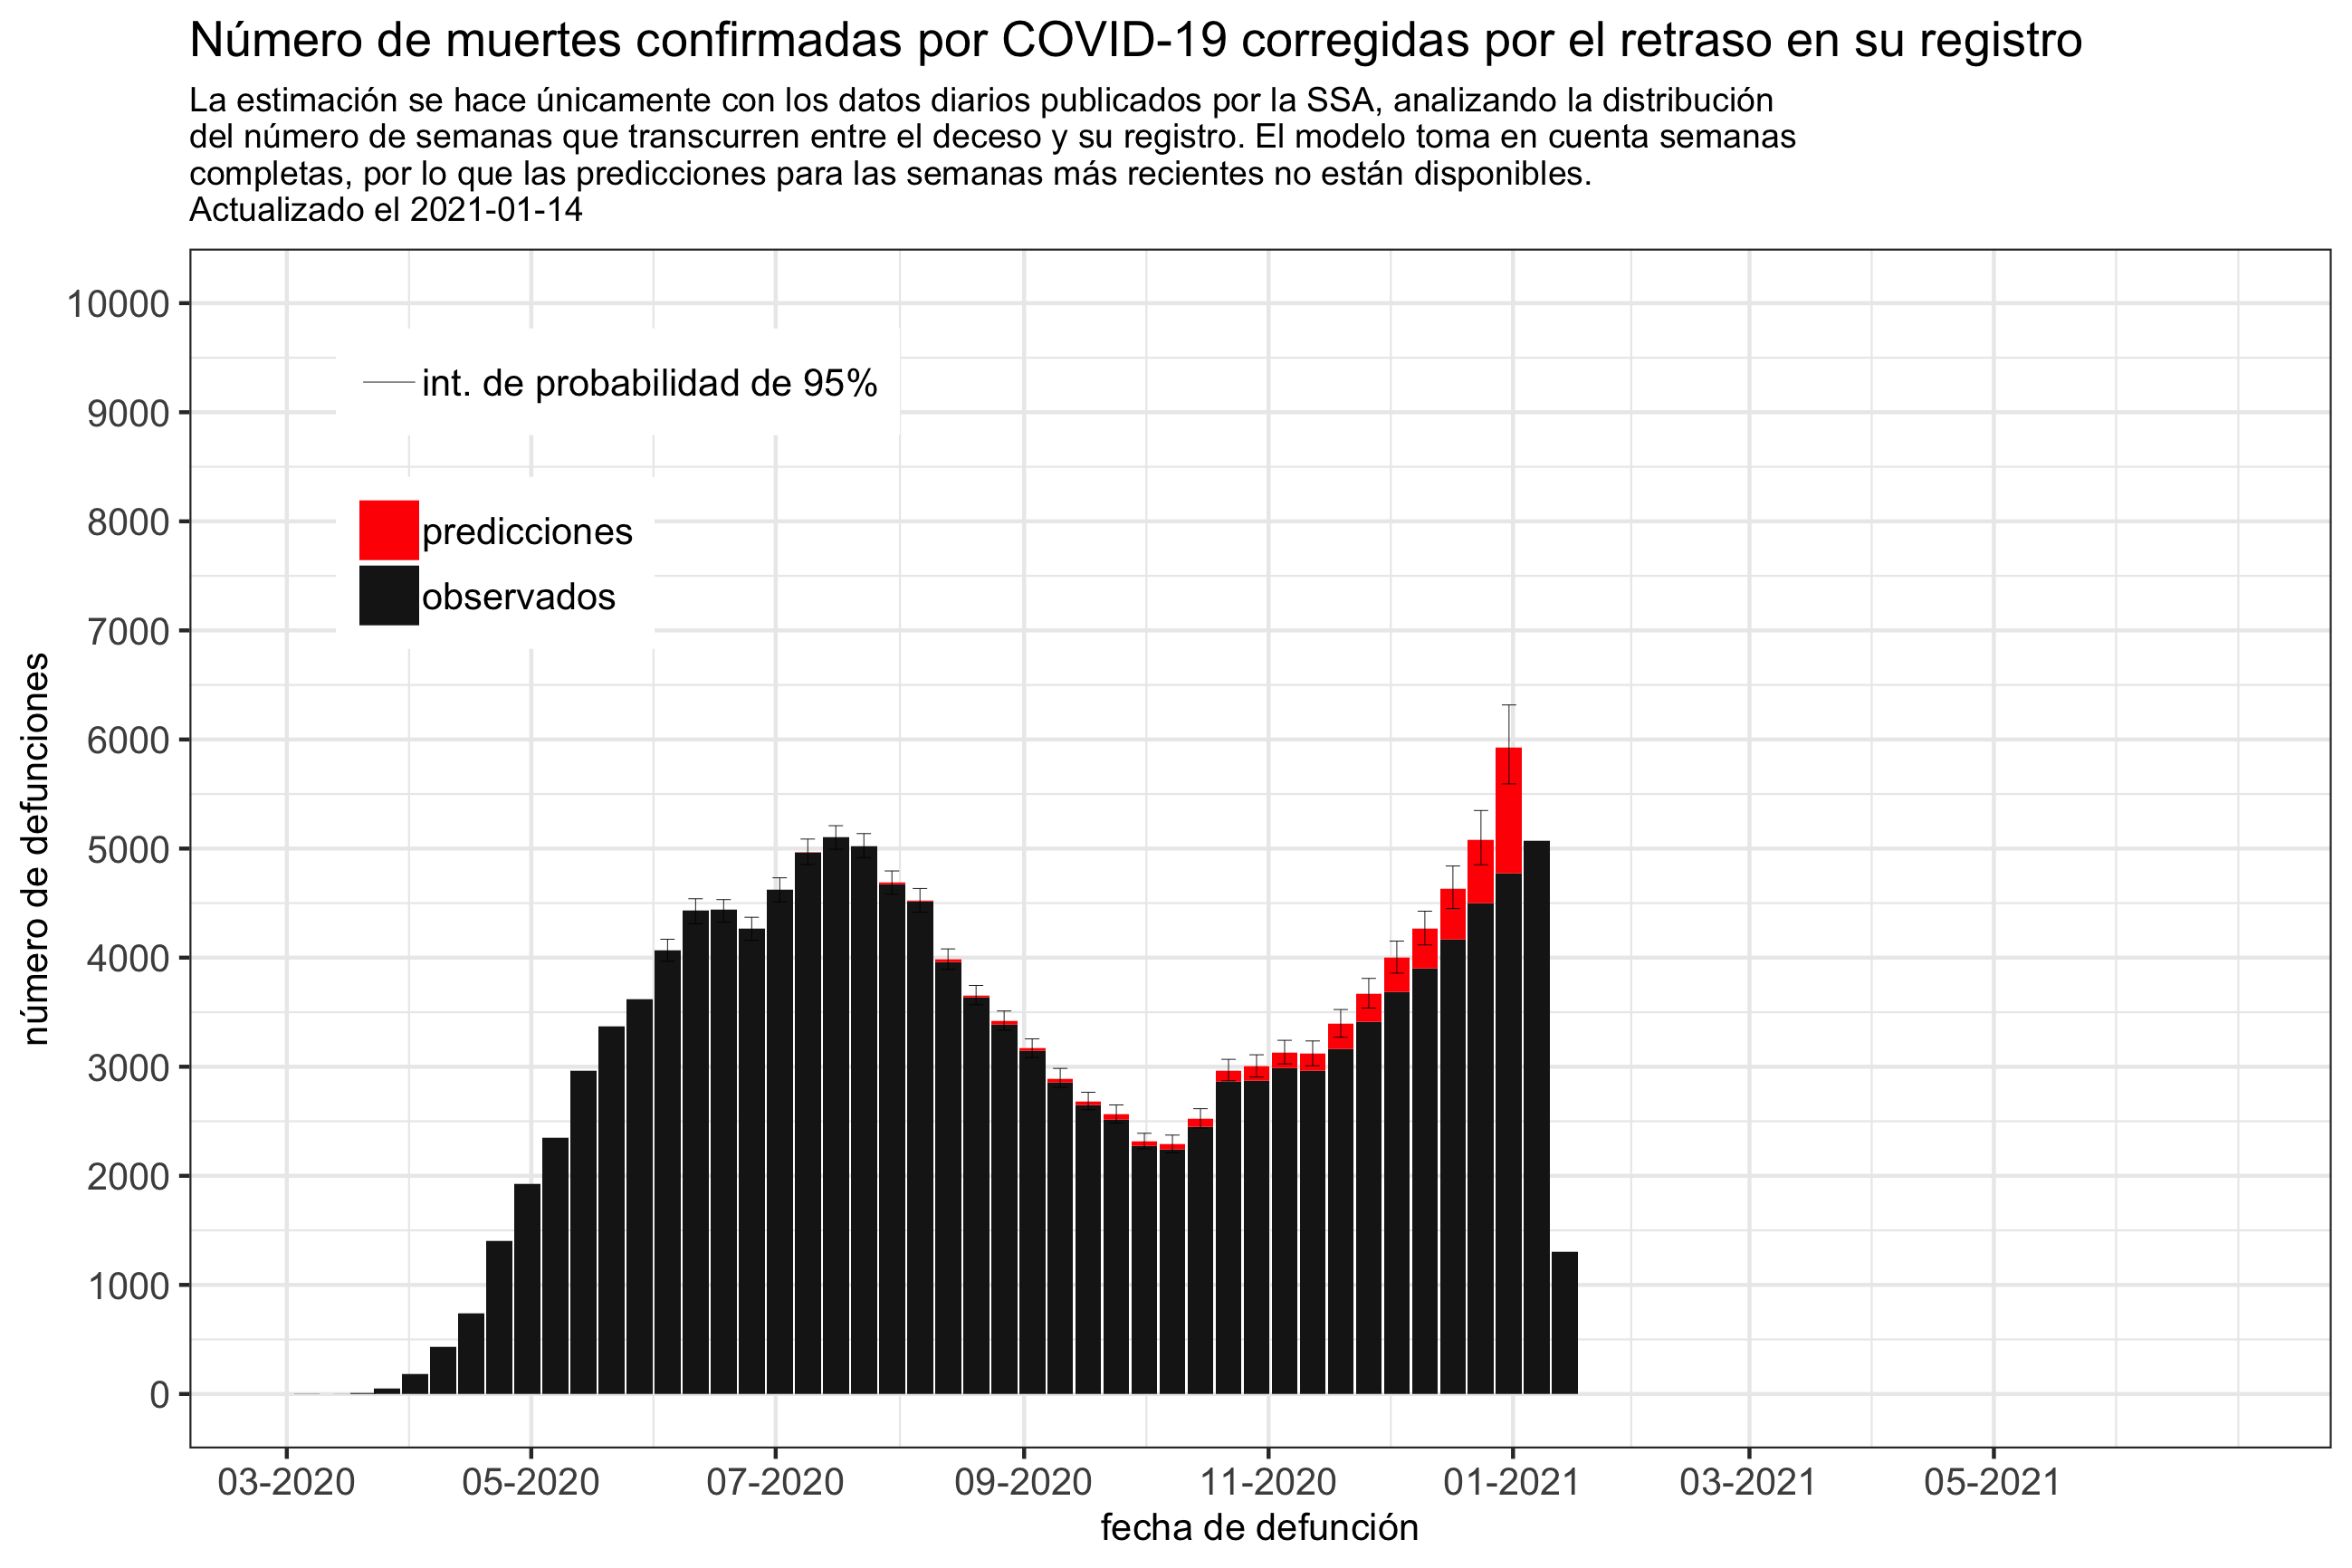 Número de muertes confirmadas por COVID-19 corregidas por el retraso en su registro
La estimación se hace únicamente con los datos diarios publicados por la SSA, analizando la distribución
del número de semanas que transcurren entre el deceso y su registro. El modelo toma en cuenta semanas
completas, por lo que las predicciones para las semanas más recientes no están disponibles.
Actualizado el 2021-01-14
número de defunciones
10000
9000
8000
7000
6000
5000
4000
3000
2000
1000
0
int. de probabilidad de 95%
predicciones
observados
03-2020
05-2020
07-2020
09-2020
11-2020
01-2021
03-2021
05-2021
fecha de defunción